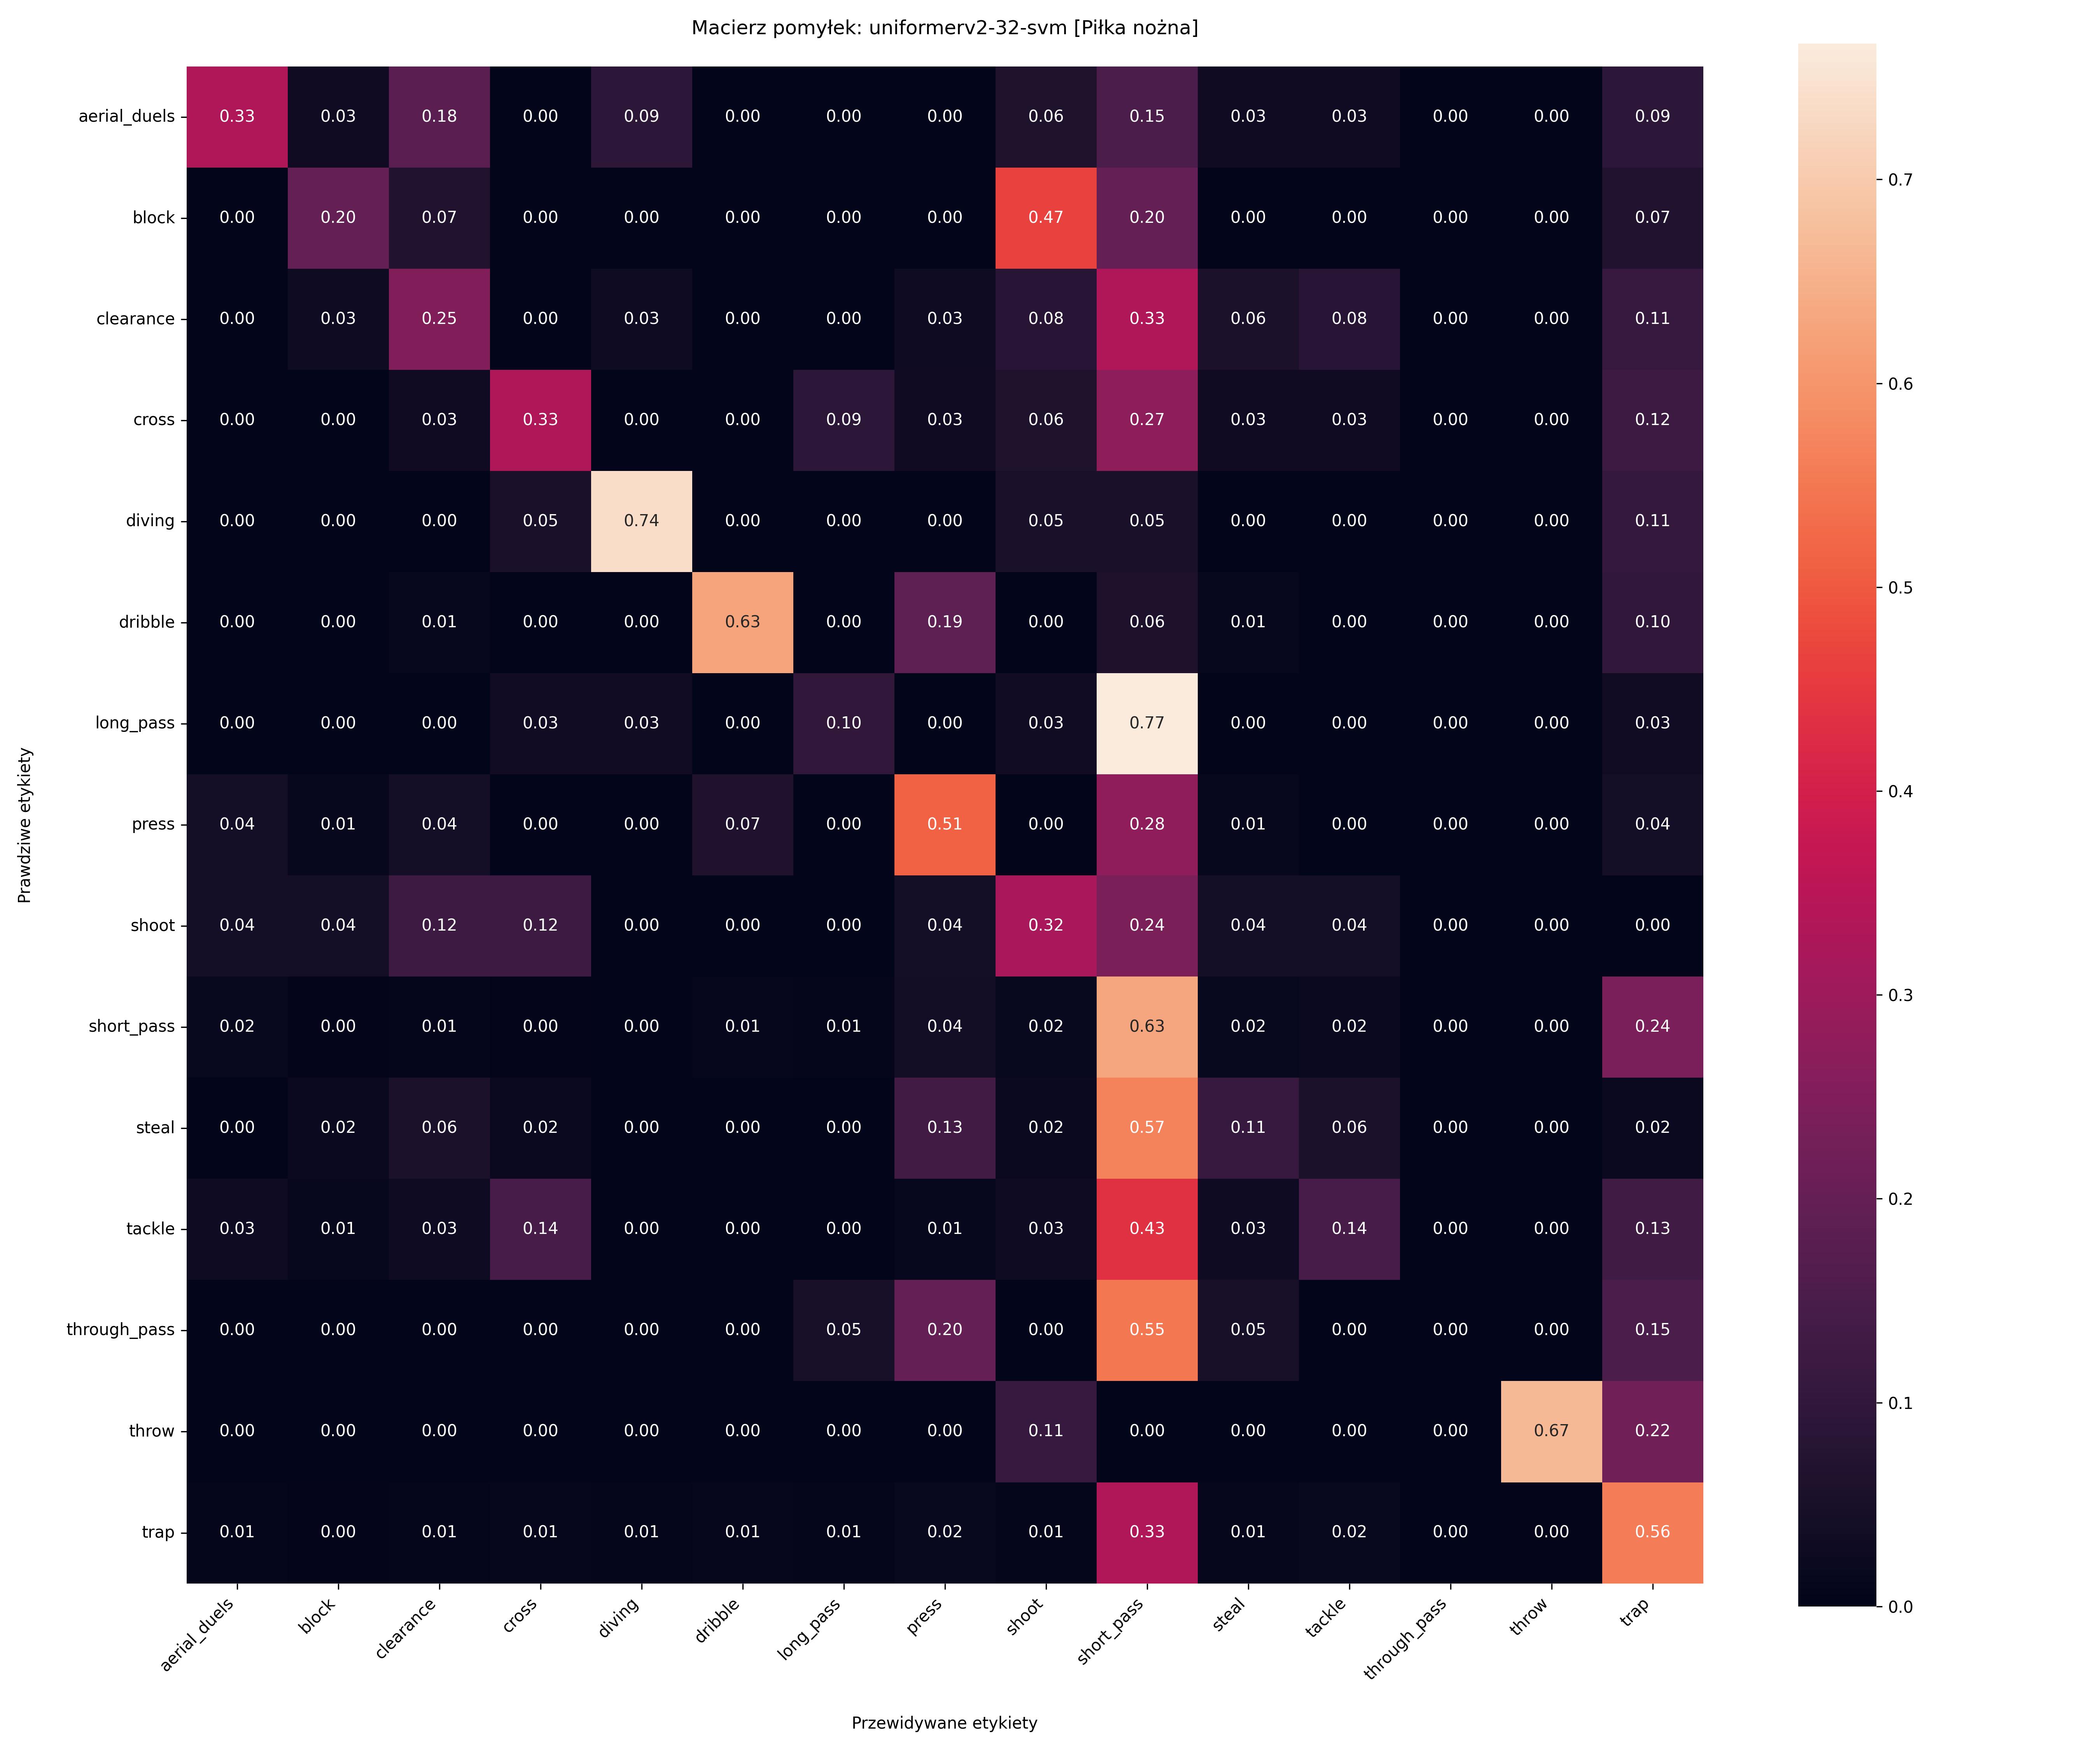 Macierz pomyłek: uniformerv2-32-svm [Piłka nożna]
aerial_duels 0.33 0.03 0.18 0.00 0.09 0.00 0.00 0.00 0.06 0.15 0.03 0.03 0.00 0.00 0.09
block 0.00 0.20 0.07 0.00 0.00 0.00 0.00 0.00 0.47 0.20 0.00 0.00 0.00 0.00 0.07
clearance 0.00 0.03 0.25 0.00 0.03 0.00 0.00 0.03 0.08 0.33 0.06 0.08 0.00 0.00 0.11
cross 0.00 0.00 0.03 0.33 0.00 0.00 0.09 0.03 0.06 0.27 0.03 0.03 0.00 0.00 0.12
diving 0.00 0.00 0.00 0.05 0.74 0.00 0.00 0.00 0.05 0.05 0.00 0.00 0.00 0.00 0.11
dribble 0.00 0.00 0.01 0.00 0.00 0.63 0.00 0.19 0.00 0.06 0.01 0.00 0.00 0.00 0.10
long_pass 0.00 0.00 0.00 0.03 0.03 0.00 0.10 0.00 0.03 0.77 0.00 0.00 0.00 0.00 0.03
press 0.04 0.01 0.04 0.00 0.00 0.07 0.00 0.51 0.00 0.28 0.01 0.00 0.00 0.00 0.04
shoot 0.04 0.04 0.12 0.12 0.00 0.00 0.00 0.04 0.32 0.24 0.04 0.04 0.00 0.00 0.00
short_pass 0.02 0.00 0.01 0.00 0.00 0.01 0.01 0.04 0.02 0.63 0.02 0.02 0.00 0.00 0.24
steal 0.00 0.02 0.06 0.02 0.00 0.00 0.00 0.13 0.02 0.57 0.11 0.06 0.00 0.00 0.02
tackle 0.03 0.01 0.03 0.14 0.00 0.00 0.00 0.01 0.03 0.43 0.03 0.14 0.00 0.00 0.13
through_pass 0.00 0.00 0.00 0.00 0.00 0.00 0.05 0.20 0.00 0.55 0.05 0.00 0.00 0.00 0.15
throw 0.00 0.00 0.00 0.00 0.00 0.00 0.00 0.00 0.11 0.00 0.00 0.00 0.00 0.67 0.22
trap 0.01 0.00 0.01 0.01 0.01 0.01 0.01 0.02 0.01 0.33 0.01 0.02 0.00 0.00 0.56
aerial_duels block clearance cross diving dribble long_pass press shoot short_pass steal tackle through_pass throw trap
Przewidywane etykiety
Prawdziwe etykiety
0.7
0.6
0.5
0.4
0.3
0.2
0.1
0.0